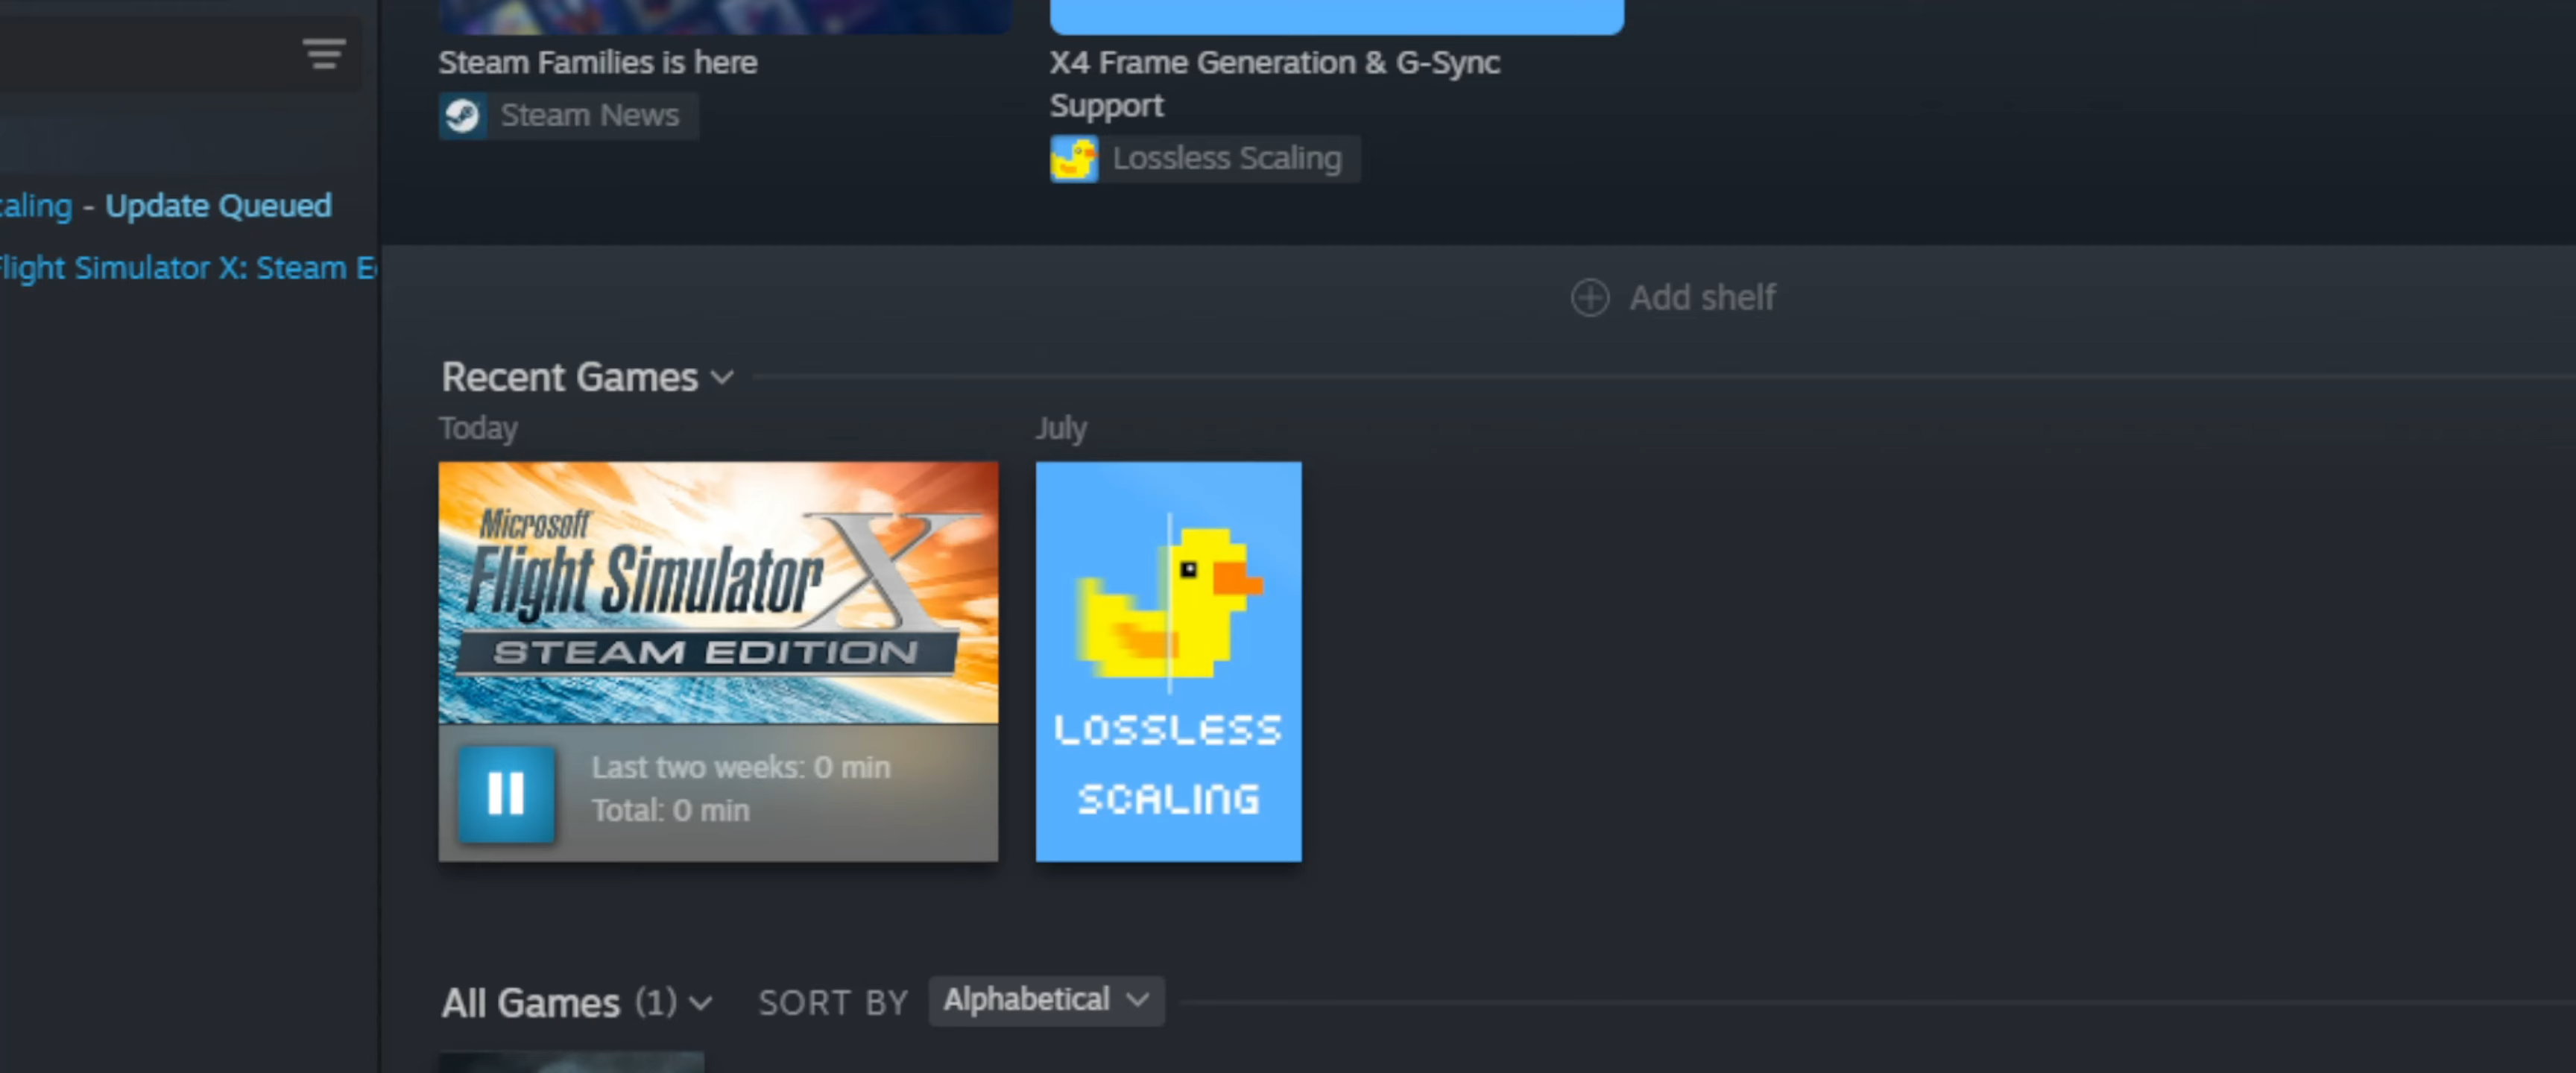 Steam Families is here
Steam News
X4 Frame Generation & G-Sync
Support
Lossless Scaling
caling - Update Queued
Flight Simulator X: Steam E
Add shelf
Recent Games
Today
July
Microsoft
Flight Simulator X
STEAM EDITION
Last two weeks: 0 min
Total: 0 min
LOSSLESS
SCALING
All Games (1)
SORT BY
Alphabetical